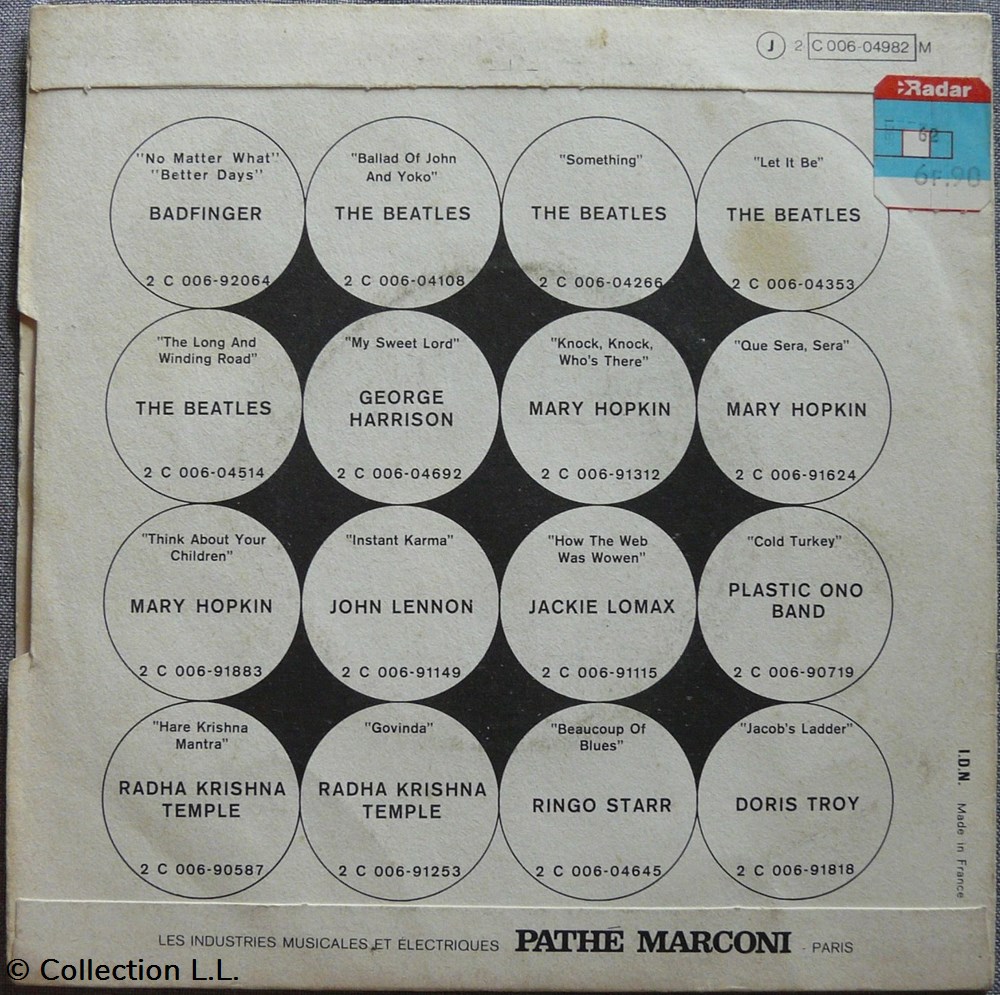 J 2 C 006-04982 M
Radar
62
6F.90
"No Matter What"
"Better Days"
BADFINGER
2 C 006-92064
"Ballad Of John
And Yoko"
THE BEATLES
2 C 006-04108
"Something"
THE BEATLES
2 C 006-04266
"Let It Be"
THE BEATLES
2 C 006-04353
"The Long And
Winding Road"
THE BEATLES
2 C 006-04514
"My Sweet Lord"
GEORGE
HARRISON
2 C 006-04692
"Knock, Knock,
Who's There"
MARY HOPKIN
2 C 006-91312
"Que Sera, Sera"
MARY HOPKIN
2 C 006-91624
"Think About Your
Children"
MARY HOPKIN
2 C 006-91883
"Instant Karma"
JOHN LENNON
2 C 006-91149
"How The Web
Was Wowen"
JACKIE LOMAX
2 C 006-91115
"Cold Turkey"
PLASTIC ONO
BAND
2 C 006-90719
"Hare Krishna
Mantra"
RADHA KRISHNA
TEMPLE
2 C 006-90587
"Govinda"
RADHA KRISHNA
TEMPLE
2 C 006-91253
"Beaucoup Of
Blues"
RINGO STARR
2 C 006-04645
"Jacob's Ladder"
DORIS TROY
2 C 006-91818
I.D.N. Made in France
LES INDUSTRIES MUSICALES ET ÉLECTRIQUES PATHÉ MARCONI - PARIS
© Collection L.L.